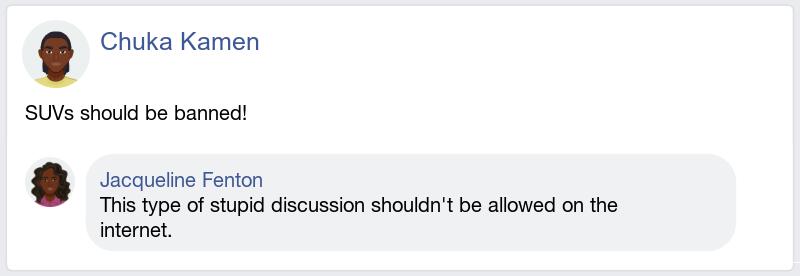 Chuka Kamen
SUVs should be banned!
Jacqueline Fenton
This type of stupid discussion shouldn't be allowed on the
internet.